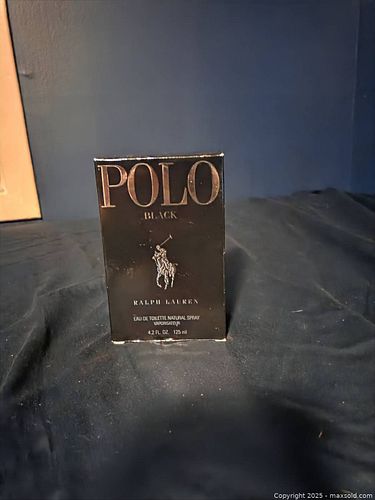 POLO
BLACK
RALPH LAUREN
EAU DE TOILETTE NATURAL SPRAY
VAPORISATEUR
4.2 FL. OZ. 125 ml
Copyright 2025 - maxsold.com